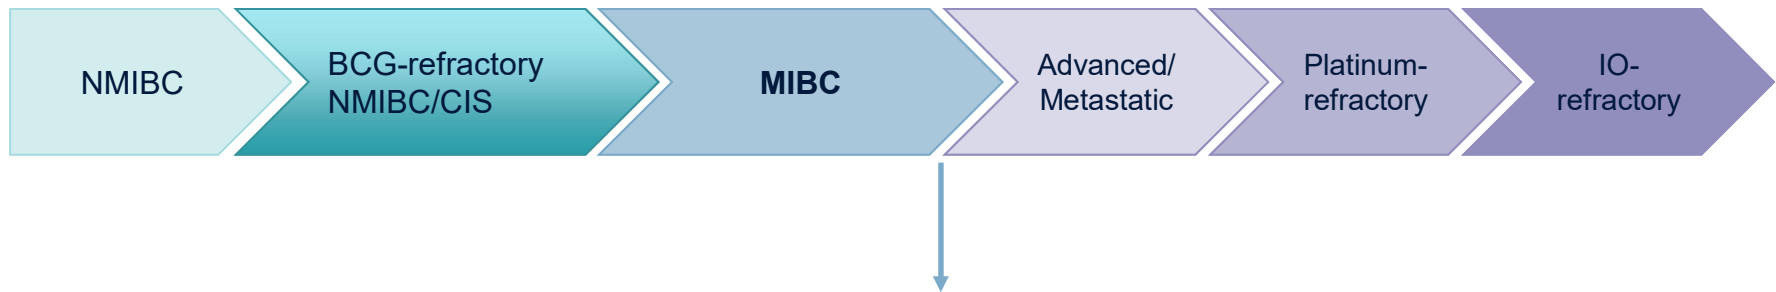 NMIBC
BCG-refractory
NMIBC/CIS
MIBC
Advanced/
Metastatic
Platinum-
refractory
IO-
refractory